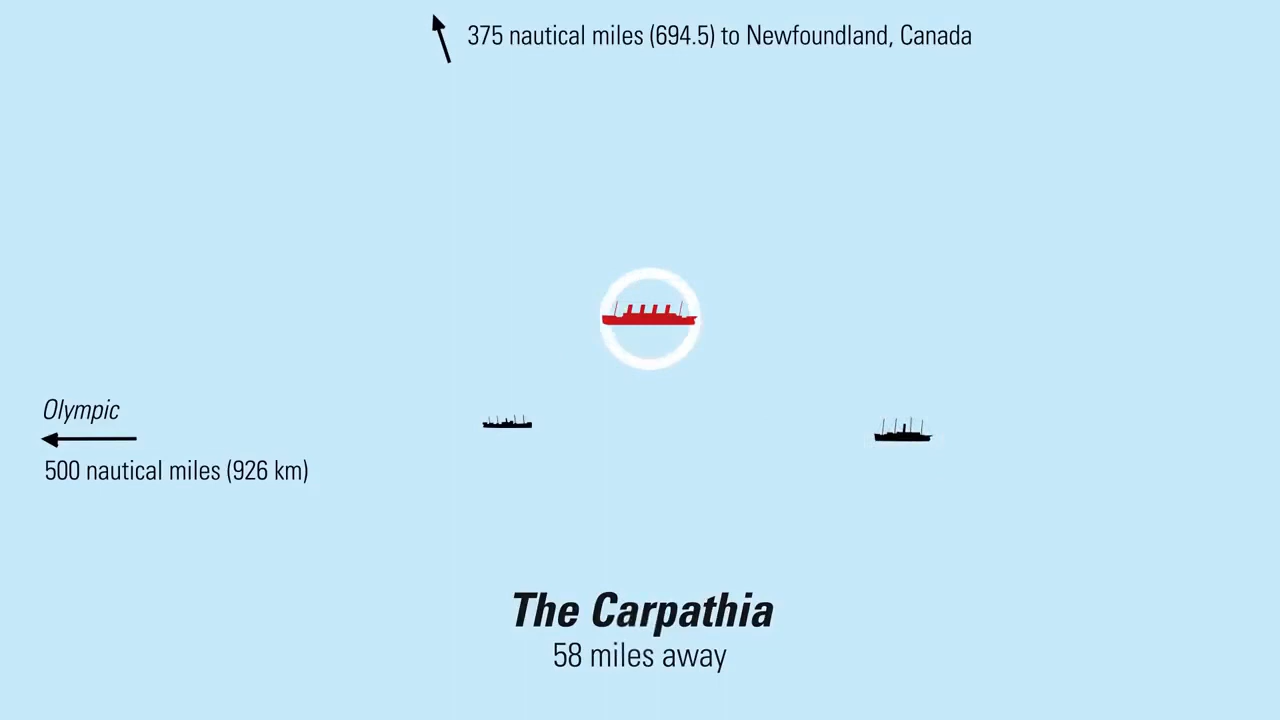 375 nautical miles (694.5) to Newfoundland, Canada
Olympic
500 nautical miles (926 km)
The Carpathia
58 miles away